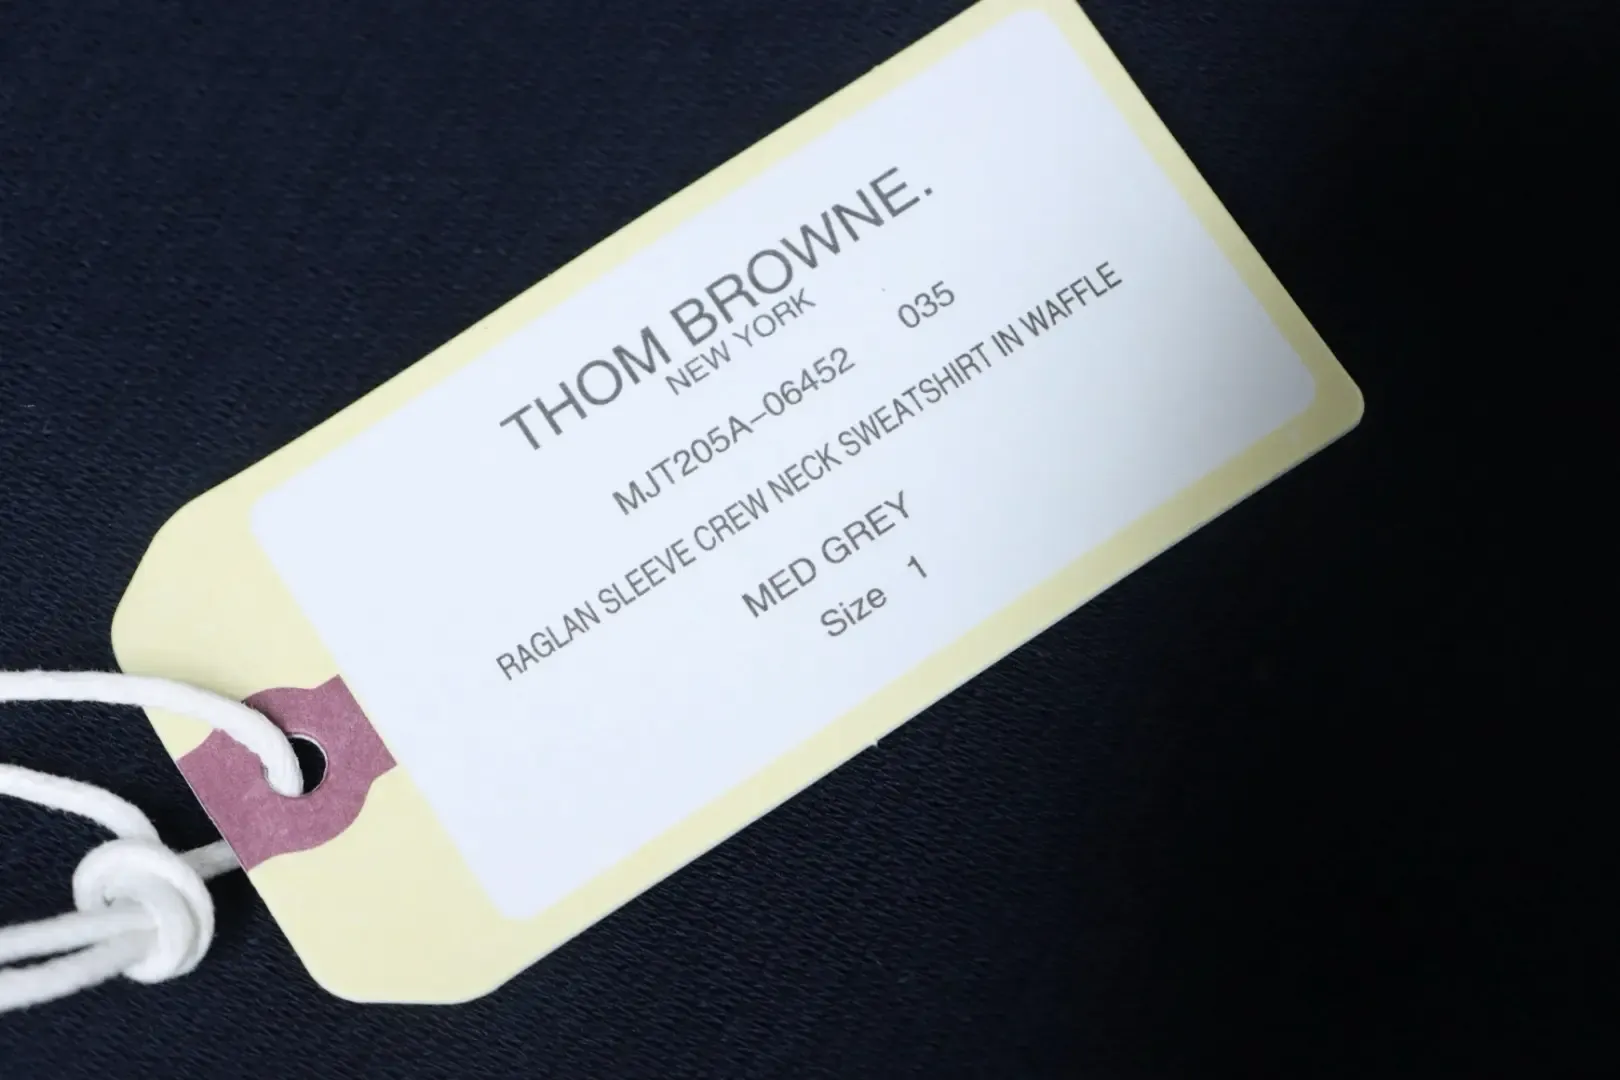 THOM BROWNE.
NEW YORK
MJT205A-06452 035
RAGLAN SLEEVE CREW NECK SWEATSHIRT IN WAFFLE
MED GREY
Size 1